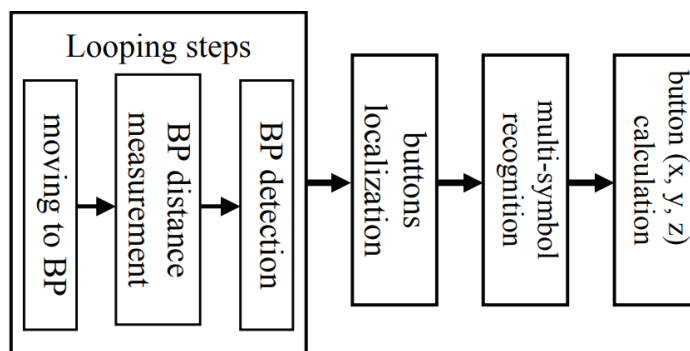 Looping steps
moving to BP
BP distance
measurement
BP detection
buttons
localization
multi-symbol
recognition
button (x, y, z)
calculation